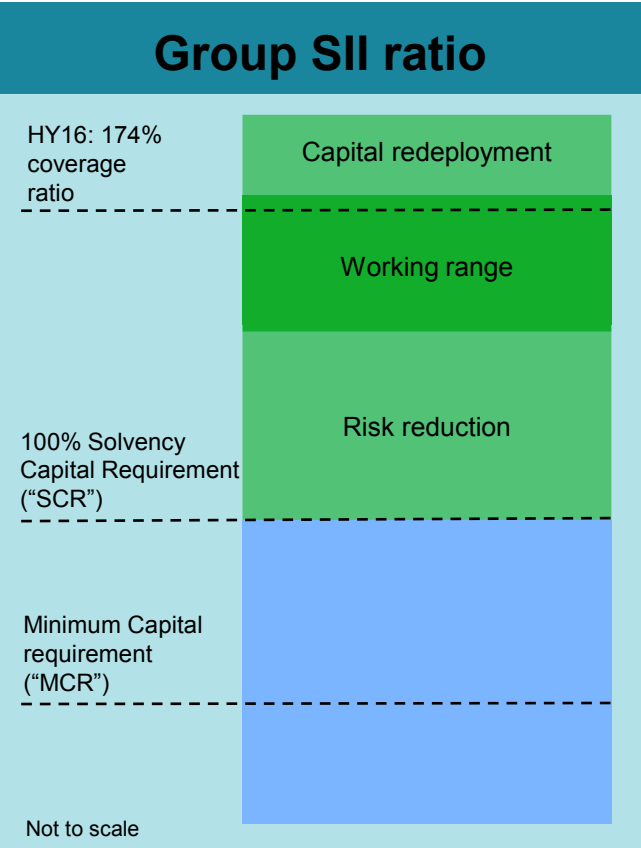 Group SII ratio
HY16: 174%
coverage
ratio
Capital redeployment
Working range
Risk reduction
100% Solvency
Capital Requirement
(“SCR”)
Minimum Capital
requirement
(“MCR”)
Not to scale